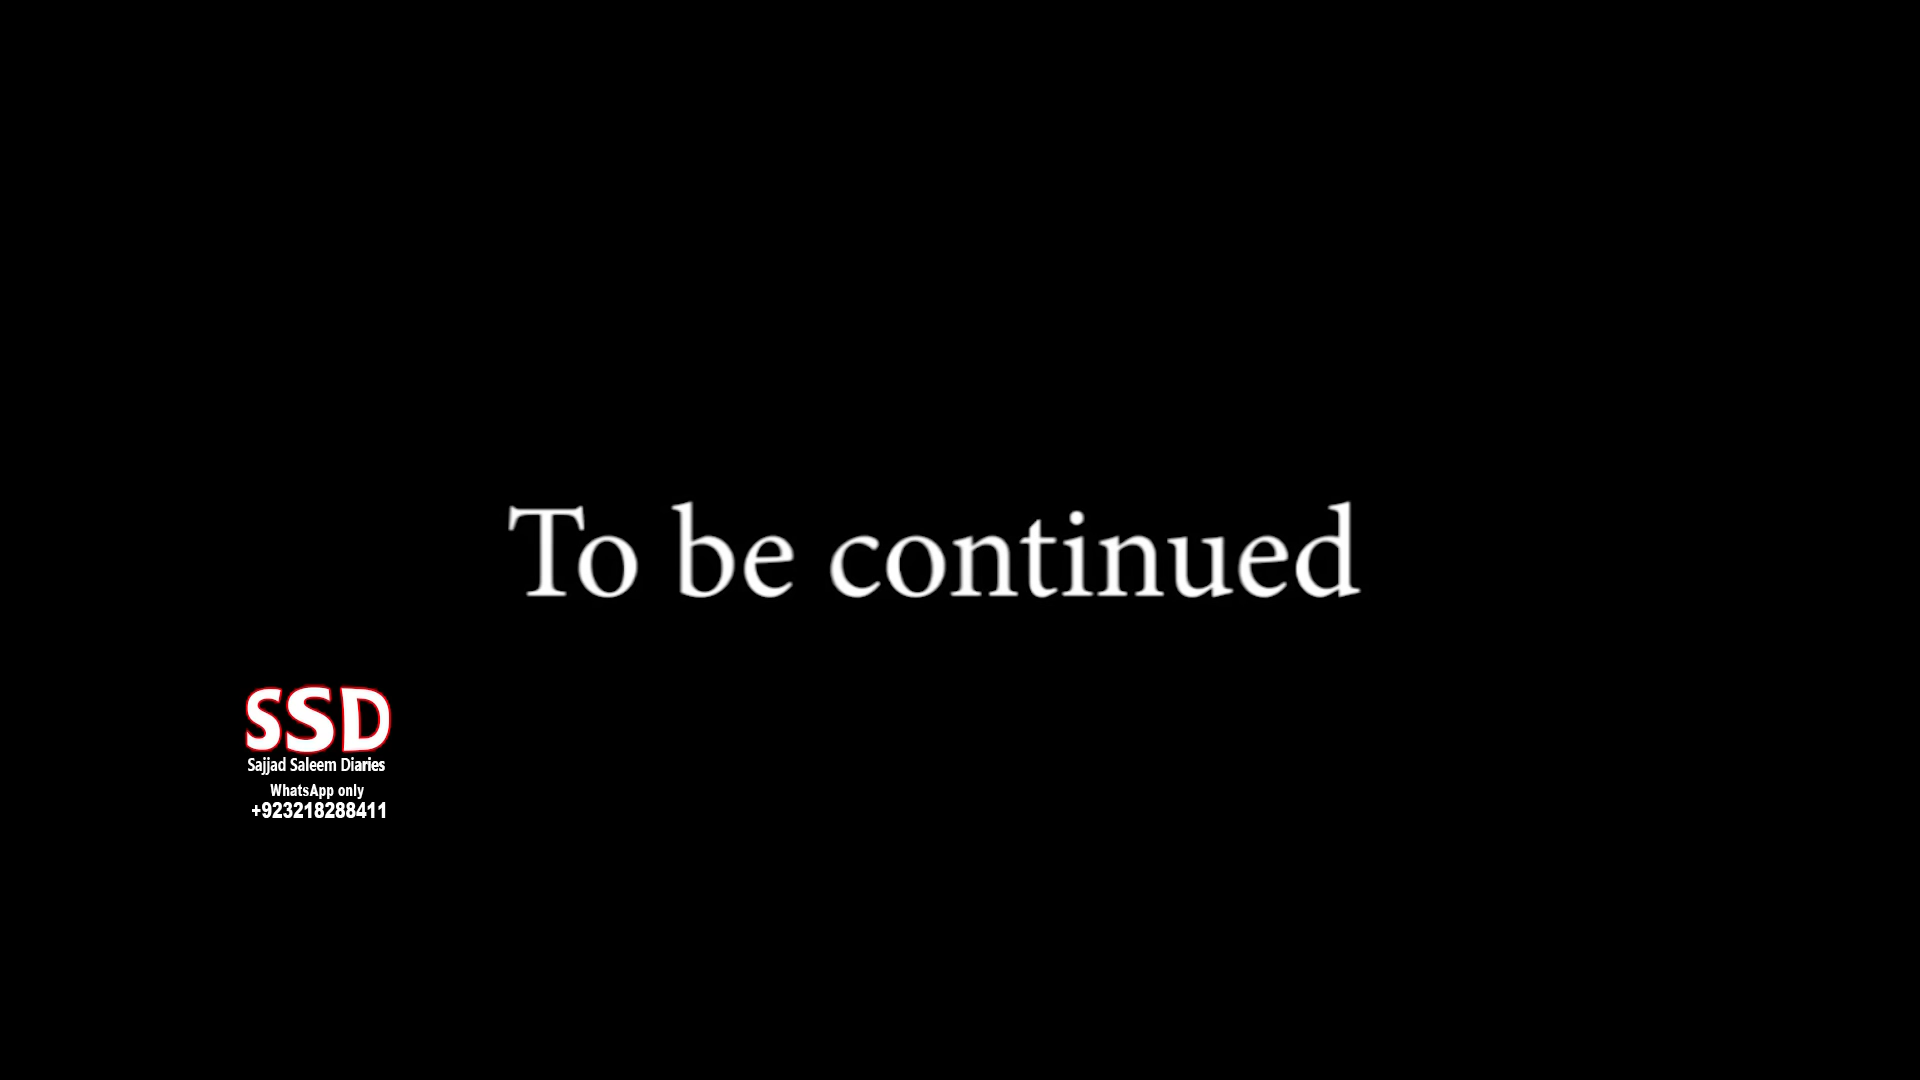 To be continued
SSD
Sajjad Saleem Diaries
WhatsApp only
+923218288411